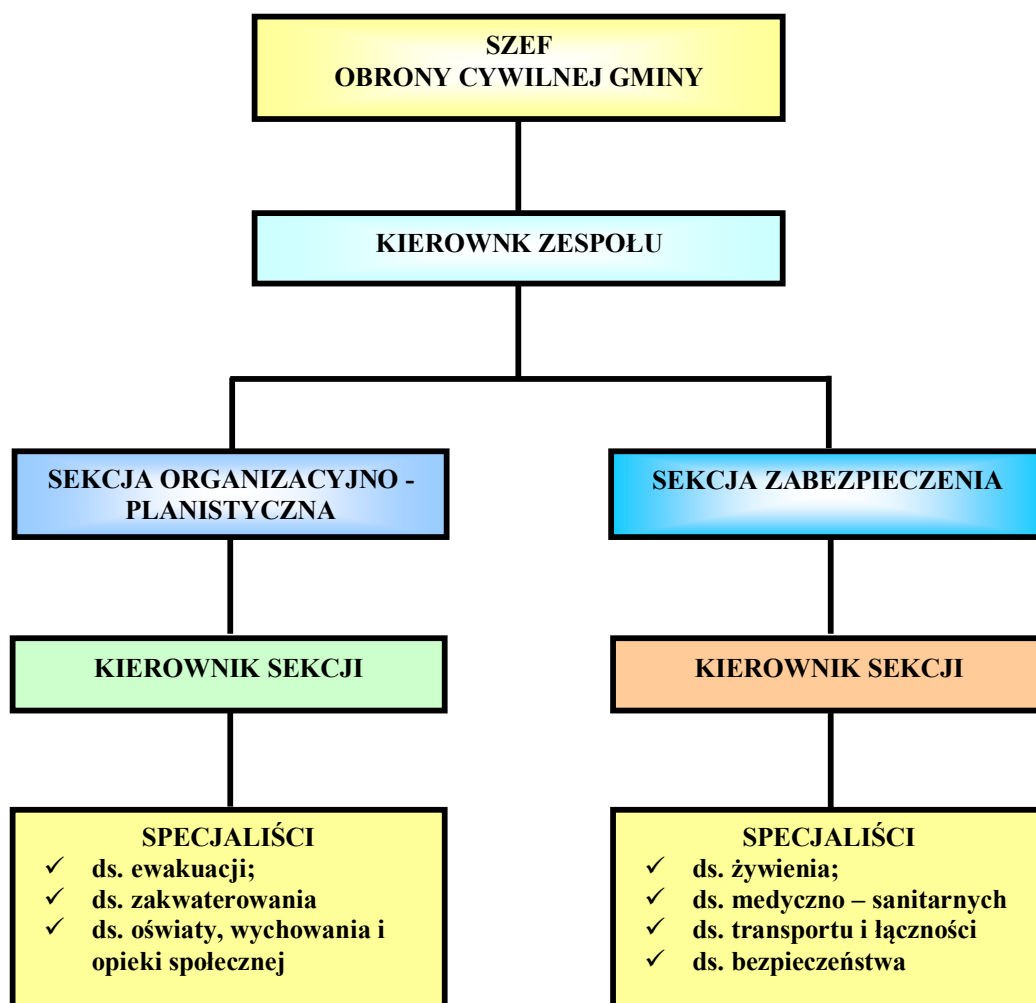 SZEF
OBRONY CYWILNEJ GMINY
KIEROWNK ZESPOŁU
SEKCJA ORGANIZACYJNO -
PLANISTYCZNA
SEKCJA ZABEZPIECZENIA
KIEROWNIK SEKCJI
KIEROWNIK SEKCJI
SPECJALIŚCI
✓ ds. ewakuacji;
✓ ds. zakwaterowania
✓ ds. oświaty, wychowania i
opieki społecznej
SPECJALIŚCI
✓ ds. żywienia;
✓ ds. medyczno – sanitarnych
✓ ds. transportu i łączności
✓ ds. bezpieczeństwa